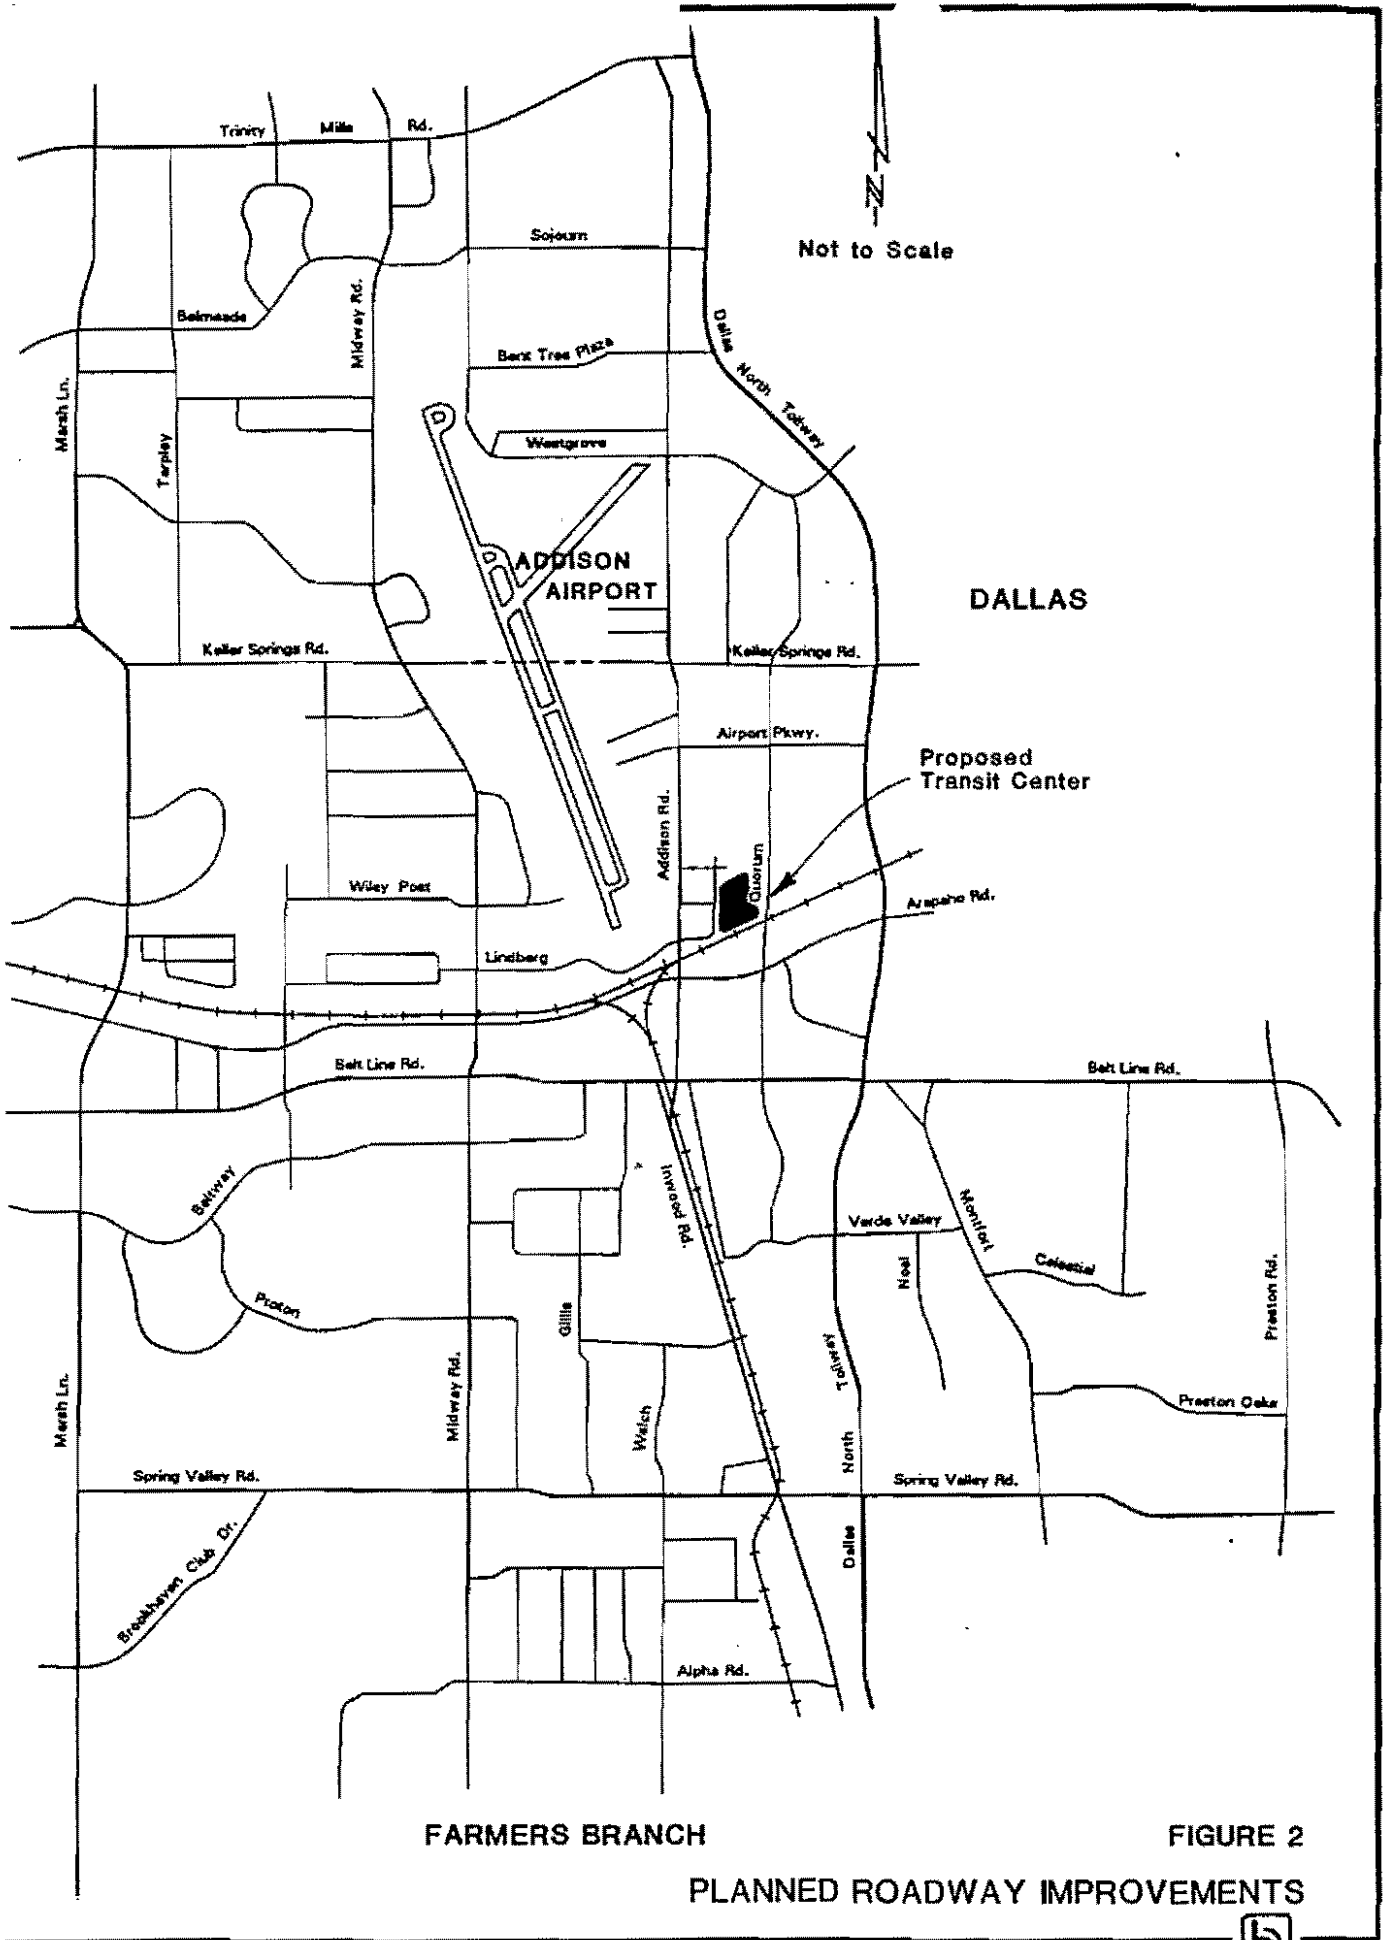 Trinity Mills Rd.
Sojourn
Not to Scale
N
Midway Rd.
Belmeade
Dallas North Tollway
Bent Tree Plaza
Marsh Ln.
Tarpley
Westgrove
ADDISON
AIRPORT
DALLAS
Keller Springs Rd.
Keller Springs Rd.
Airport Pkwy.
Proposed
Transit Center
Addison Rd.
Quorum
Wiley Post
Arapaho Rd.
Lindberg
Belt Line Rd.
Belt Line Rd.
Beltway
Inwood Rd.
Verde Valley
Montfort
Noel
Celestial
Preston Rd.
Proton
Gillis
Dallas North Tollway
Marsh Ln.
Midway Rd.
Welch
Preston Oaks
Spring Valley Rd.
Spring Valley Rd.
Brookhaven Club Dr.
Alpha Rd.
FARMERS BRANCH
FIGURE 2
PLANNED ROADWAY IMPROVEMENTS